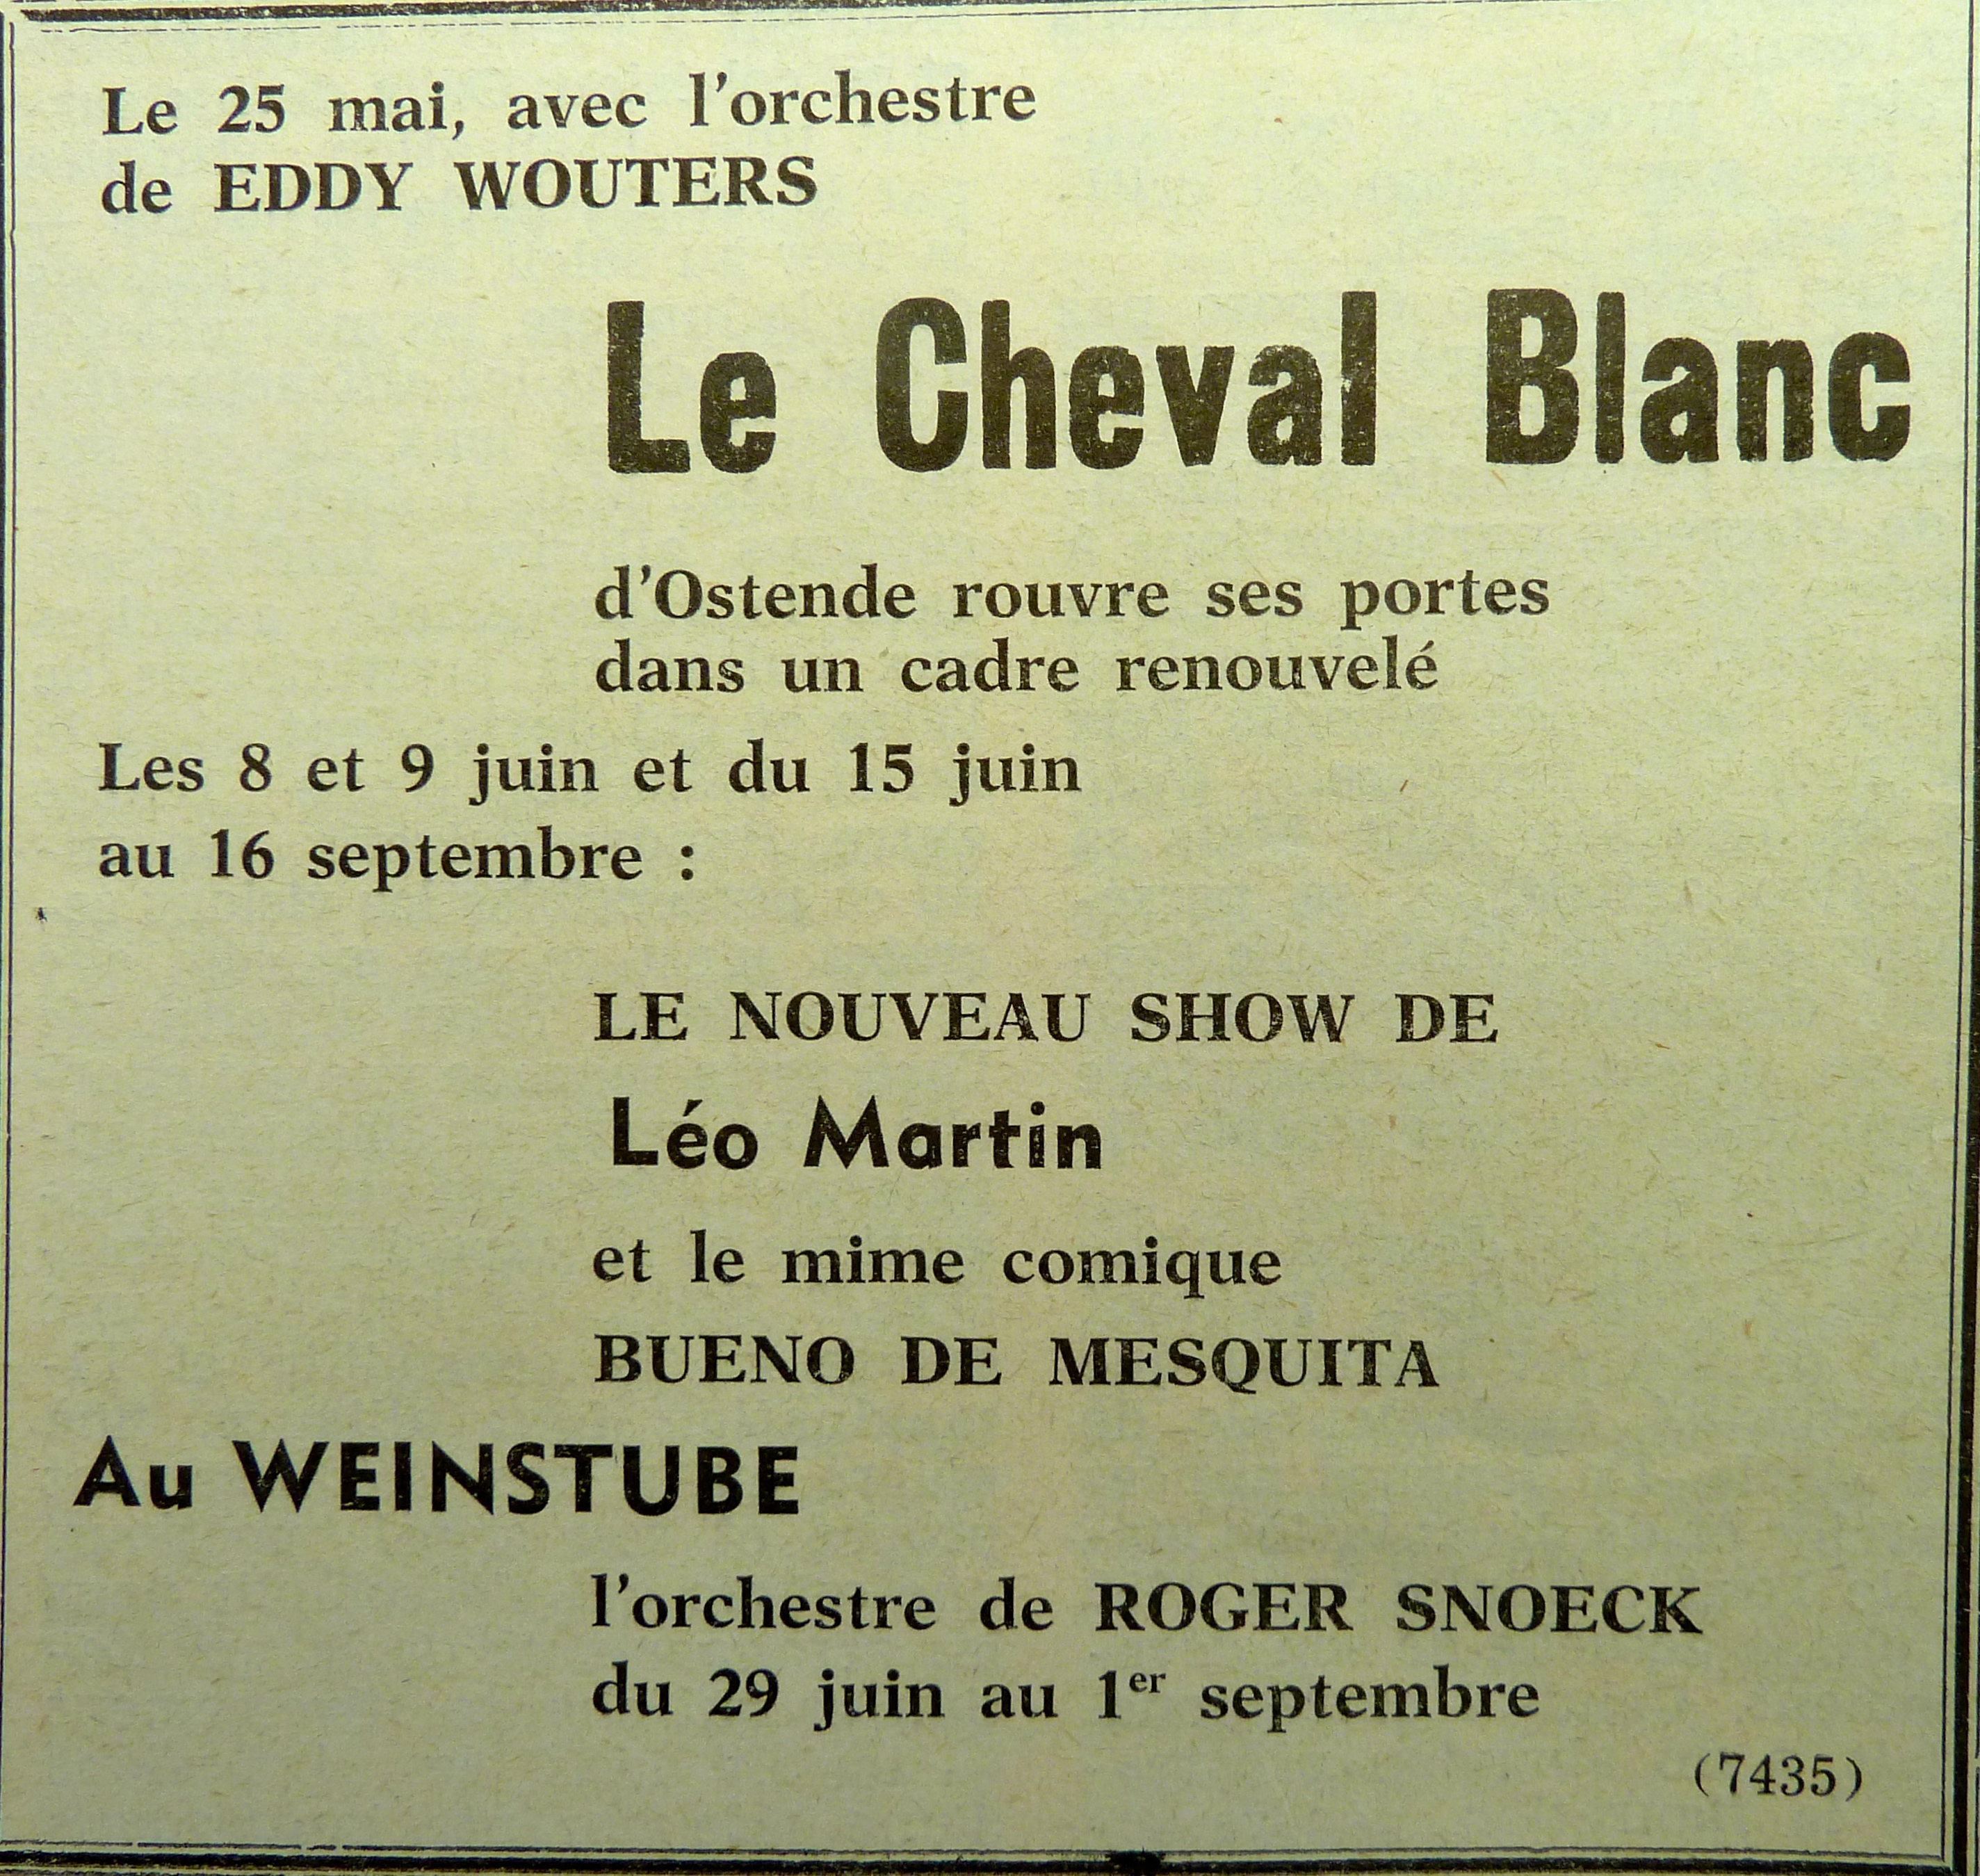 Le 25 mai, avec l'orchestre
de EDDY WOUTERS
Le Cheval Blanc
d'Ostende rouvre ses portes
dans un cadre renouvelé
Les 8 et 9 juin et du 15 juin
au 16 septembre :
LE NOUVEAU SHOW DE
Léo Martin
et le mime comique
BUENO DE MESQUITA
Au WEINSTUBE
l'orchestre de ROGER SNOECK
du 29 juin au 1er septembre
(7435)